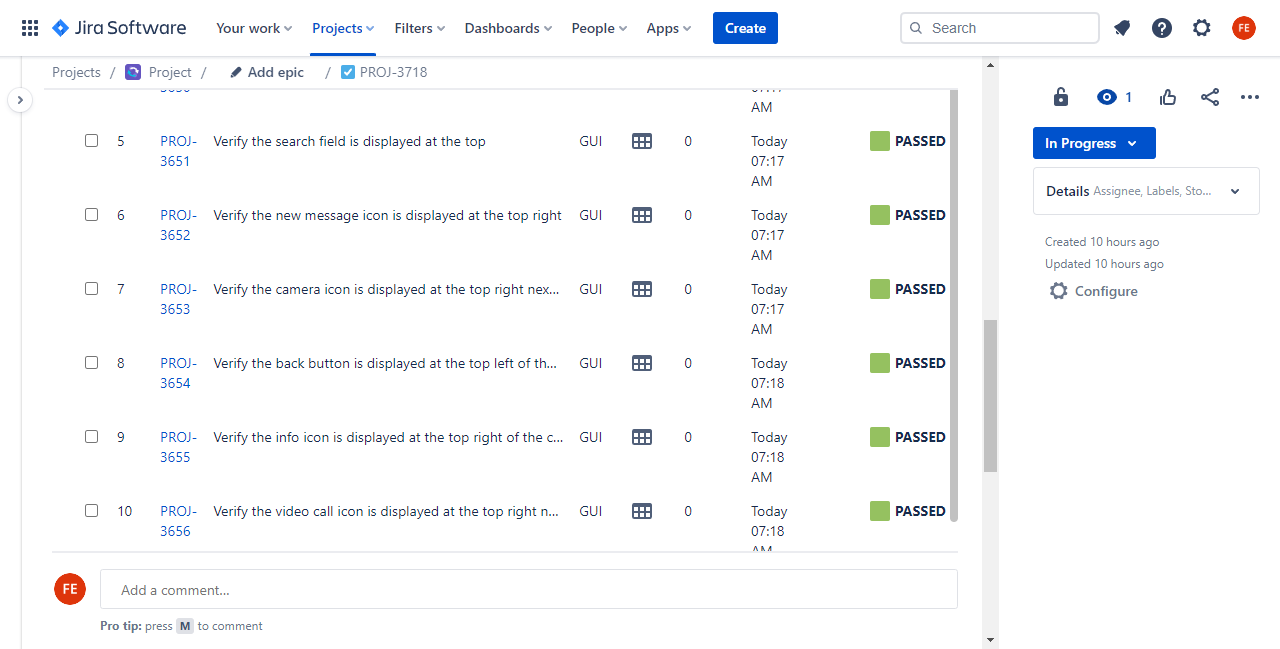 Jira Software Your work Projects Filters Dashboards People Apps Create Search FE
Projects / Project / Add epic / PROJ-3718
AM
5 PROJ-3651 Verify the search field is displayed at the top GUI 0 Today 07:17 AM PASSED
6 PROJ-3652 Verify the new message icon is displayed at the top right GUI 0 Today 07:17 AM PASSED
7 PROJ-3653 Verify the camera icon is displayed at the top right nex... GUI 0 Today 07:17 AM PASSED
8 PROJ-3654 Verify the back button is displayed at the top left of th... GUI 0 Today 07:18 AM PASSED
9 PROJ-3655 Verify the info icon is displayed at the top right of the c... GUI 0 Today 07:18 AM PASSED
10 PROJ-3656 Verify the video call icon is displayed at the top right n... GUI 0 Today 07:18 AM PASSED
FE Add a comment...
Pro tip: press M to comment
1
In Progress
Details Assignee, Labels, Sto...
Created 10 hours ago
Updated 10 hours ago
Configure